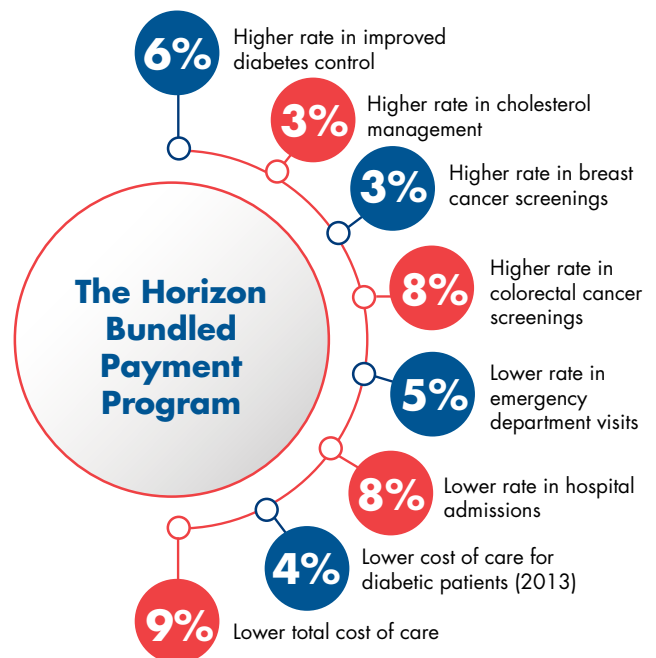 6%
Higher rate in improved
diabetes control
3%
Higher rate in cholesterol
management
3%
Higher rate in breast
cancer screenings
The Horizon
Bundled
Payment
Program
8%
Higher rate in
colorectal cancer
screenings
5%
Lower rate in
emergency
department visits
8%
Lower rate in hospital
admissions
4%
Lower cost of care for
diabetic patients (2013)
9%
Lower total cost of care